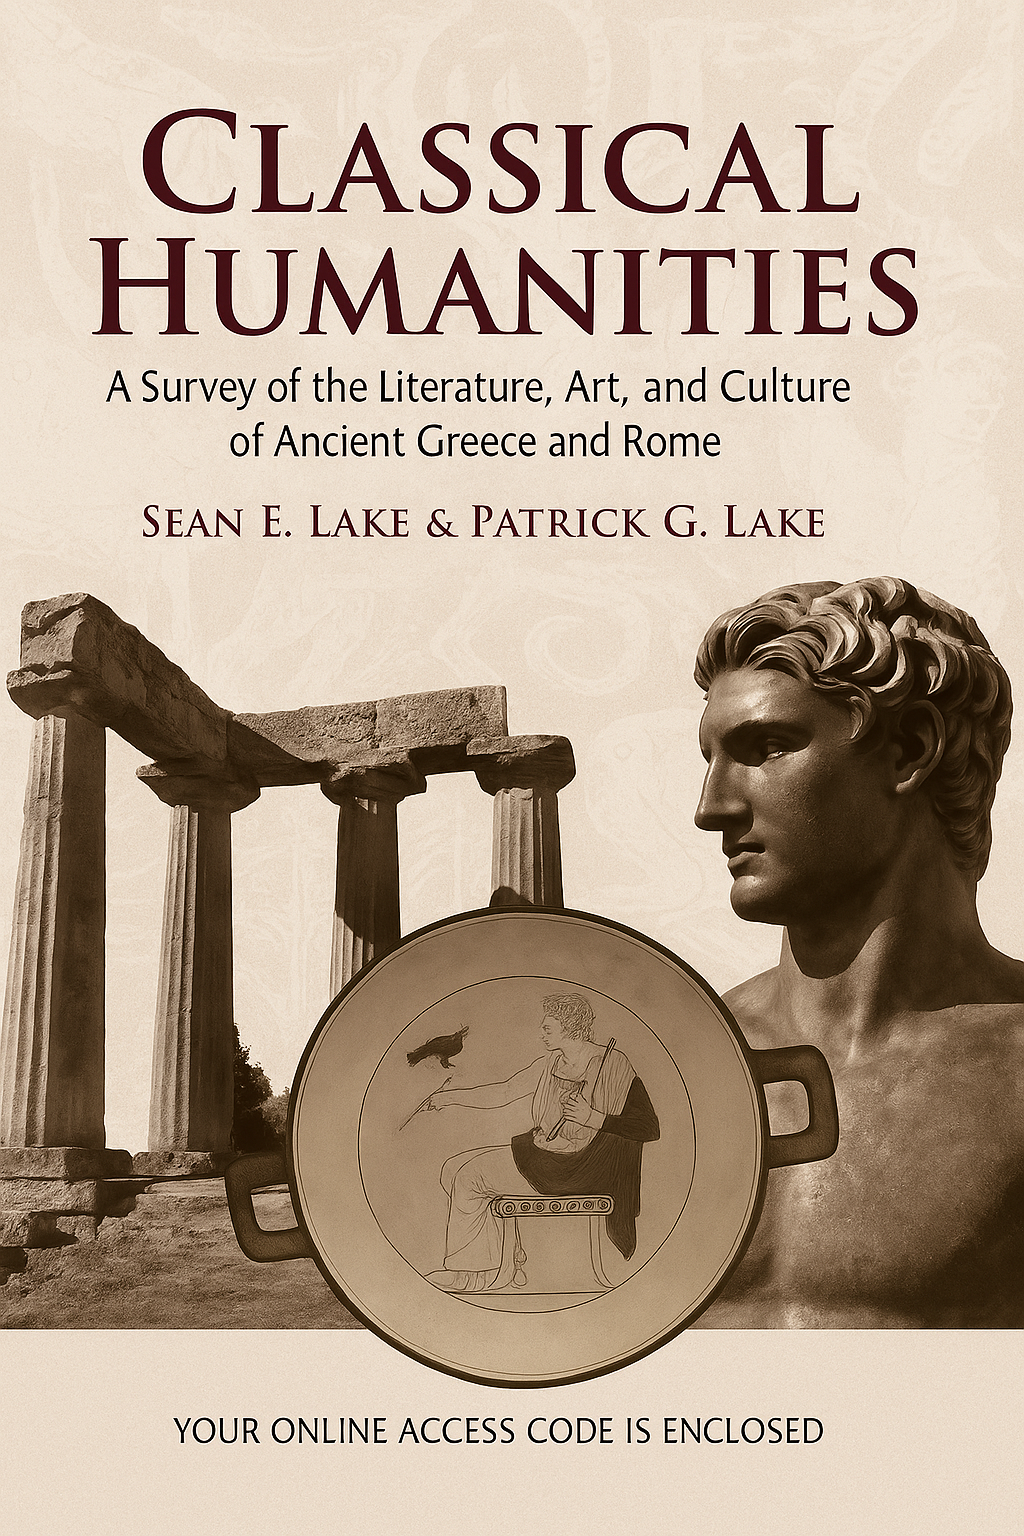 CLASSICAL
HUMANITIES
A Survey of the Literature, Art, and Culture
of Ancient Greece and Rome
SEAN E. LAKE & PATRICK G. LAKE
YOUR ONLINE ACCESS CODE IS ENCLOSED